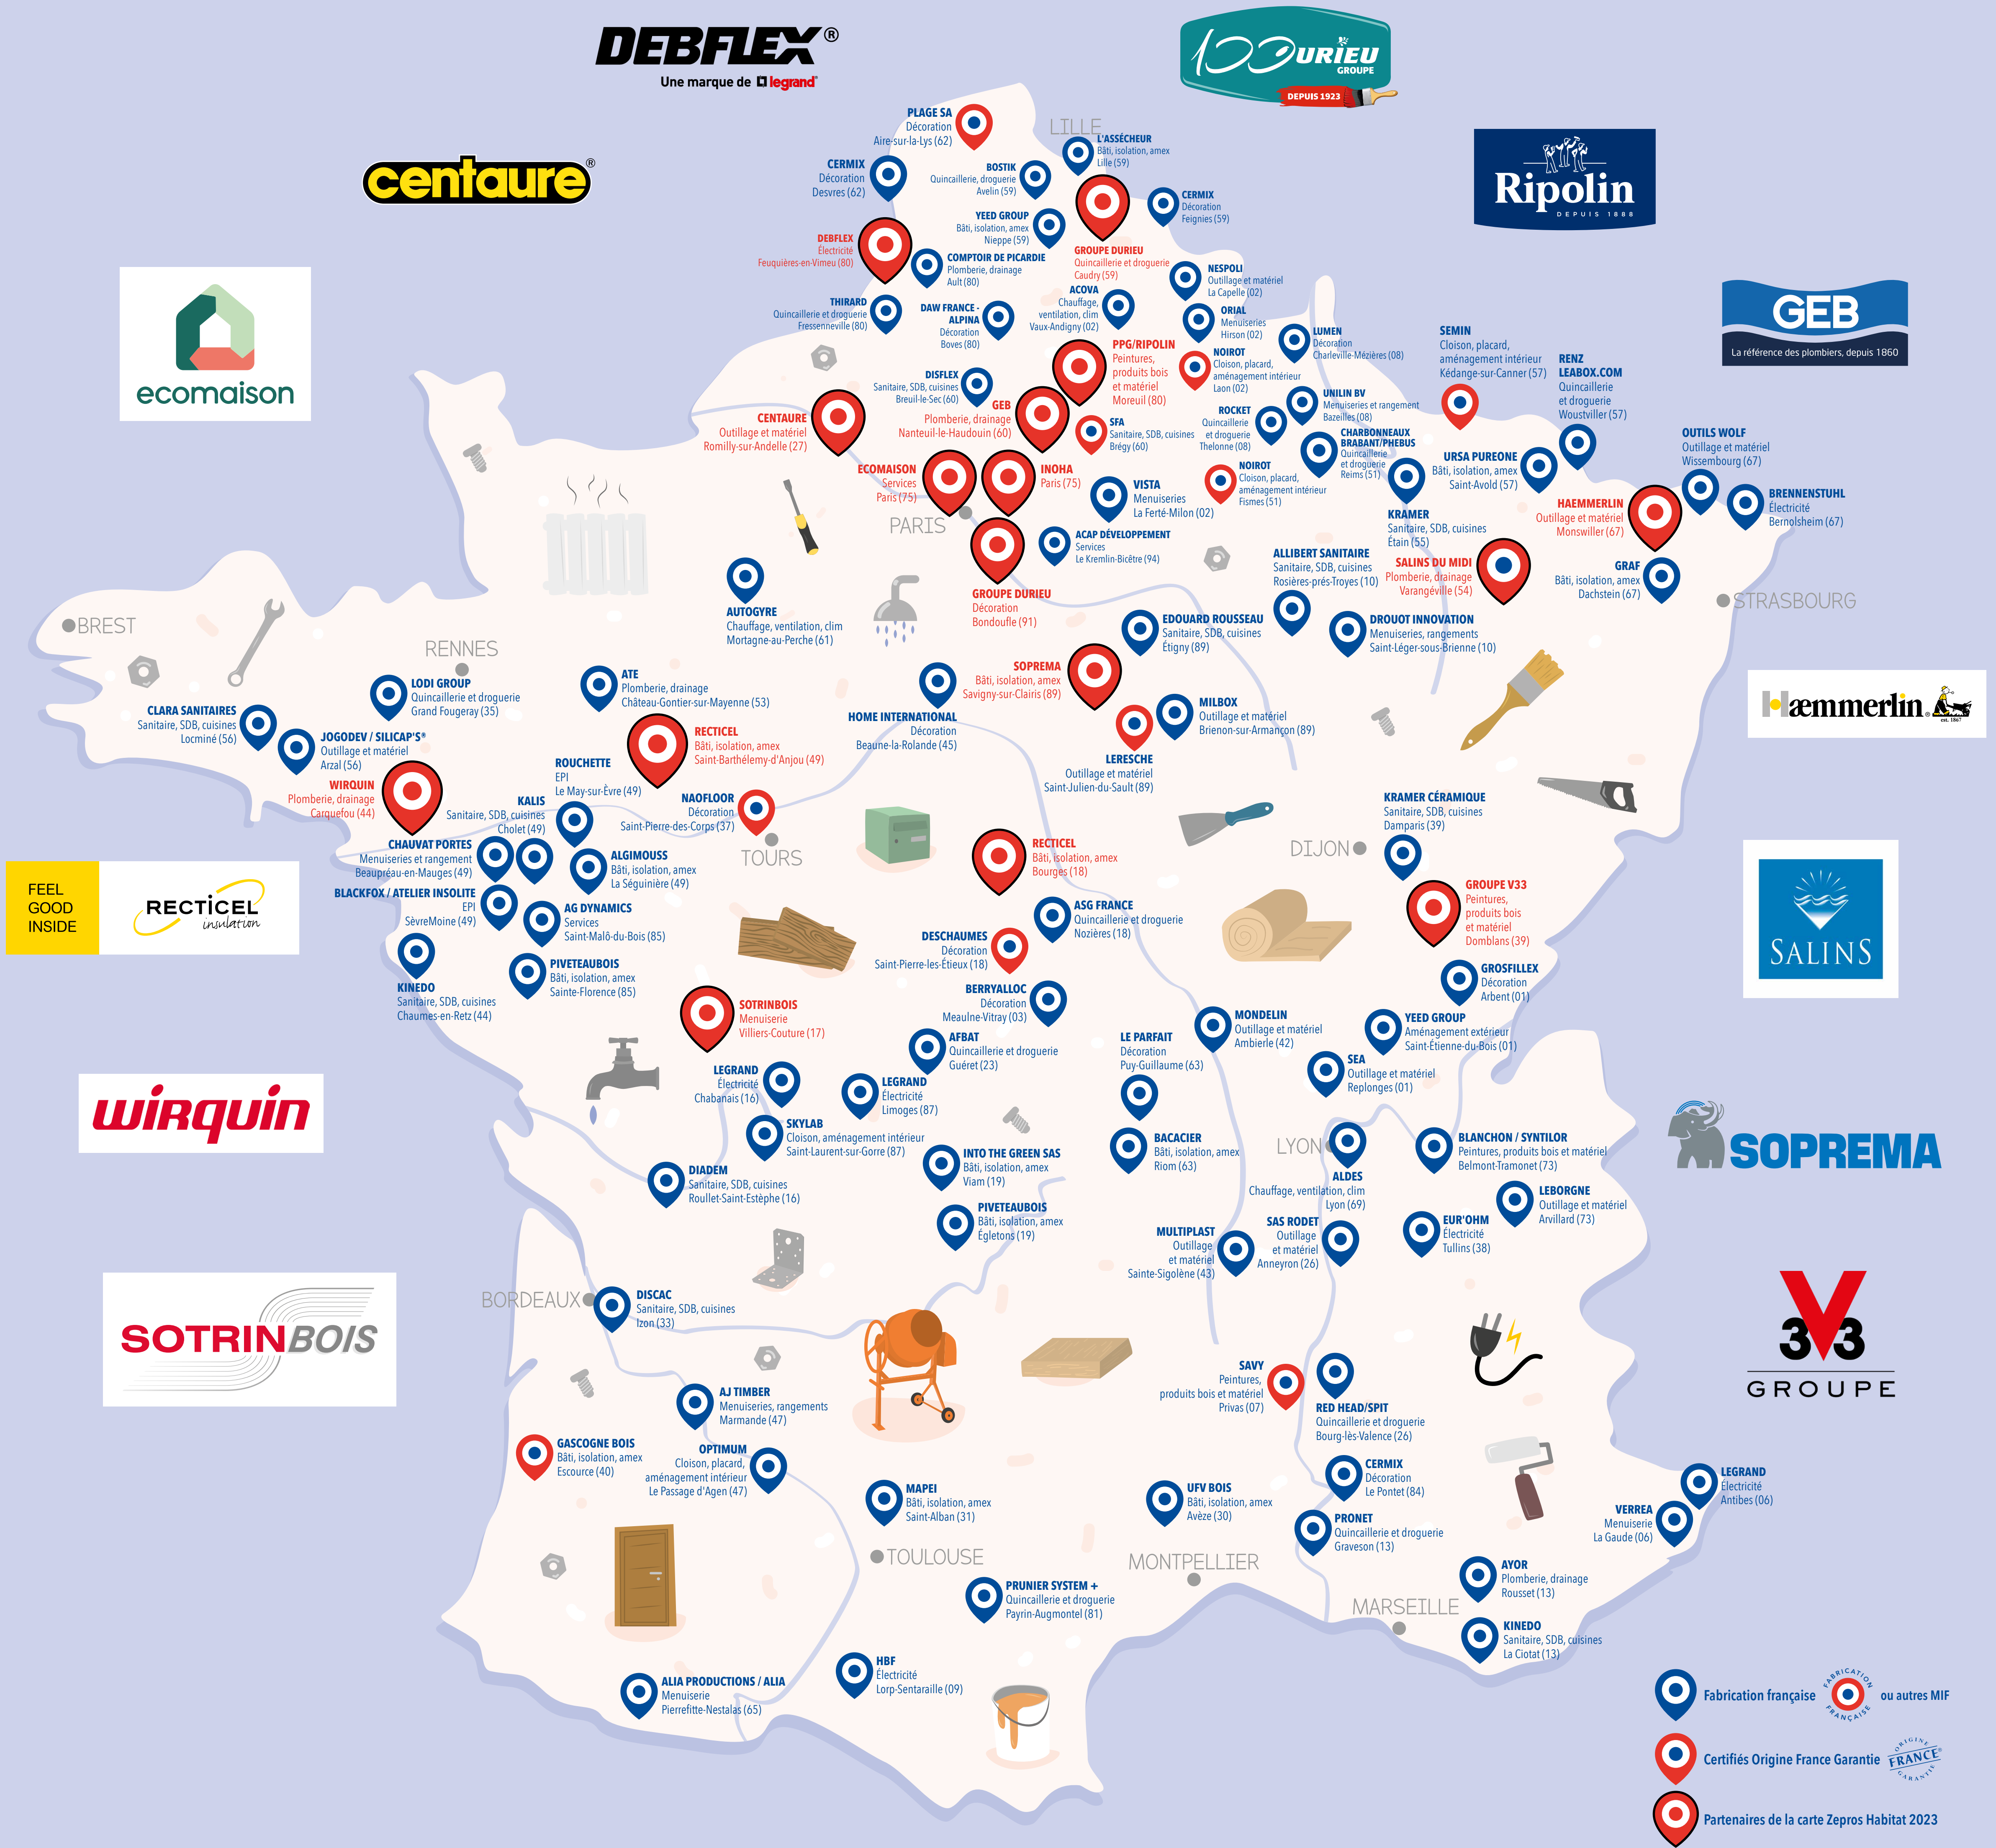 DEBFLEX®
Une marque de legrand®
100 DURIEU
GROUPE
DEPUIS 1923
centaure®
Ripolin
DEPUIS 1888
ecomaison
GEB
La référence des plombiers, depuis 1860
Hæmmerlin®
est. 1867
FEEL
GOOD
INSIDE
RECTICEL
insulation
SALINS
wirquin
SOPREMA
SOTRINBOIS
V33
GROUPE
PLAGE SA
Décoration
Aire-sur-la-Lys (62)
LILLE
L'ASSÉCHEUR
Bâti, isolation, amex
Lille (59)
CERMIX
Décoration
Desvres (62)
BOSTIK
Quincaillerie, droguerie
Avelin (59)
CERMIX
Décoration
Feignies (59)
YEED GROUP
Bâti, isolation, amex
Nieppe (59)
DEBFLEX
Électricité
Feuquières-en-Vimeu (80)
GROUPE DURIEU
Quincaillerie et droguerie
Caudry (59)
COMPTOIR DE PICARDIE
Plomberie, drainage
Ault (80)
NESPOLI
Outillage et matériel
La Capelle (02)
THIRARD
Quincaillerie et droguerie
Fressenneville (80)
DAW FRANCE -
ALPINA
Décoration
Boves (80)
ACOVA
Chauffage,
ventilation, clim
Vaux-Andigny (02)
ORIAL
Menuiseries
Hirson (02)
LUMEN
Décoration
Charleville-Mézières (08)
SEMIN
Cloison, placard,
aménagement intérieur
Kédange-sur-Canner (57)
RENZ
LEABOX.COM
Quincaillerie
et droguerie
Woustviller (57)
PPG/RIPOLIN
Peintures,
produits bois
et matériel
Moreuil (80)
NOIROT
Cloison, placard,
aménagement intérieur
Laon (02)
DISFLEX
Sanitaire, SDB, cuisines
Breuil-le-Sec (60)
UNILIN BV
Menuiseries et rangement
Bazeilles (08)
CENTAURE
Outillage et matériel
Romilly-sur-Andelle (27)
GEB
Plomberie, drainage
Nanteuil-le-Haudouin (60)
SFA
Sanitaire, SDB, cuisines
Brégy (60)
ROCKET
Quincaillerie
et droguerie
Thelonne (08)
CHARBONNEAUX
BRABANT/PHEBUS
Quincaillerie
et droguerie
Reims (51)
URSA PUREONE
Bâti, isolation, amex
Saint-Avold (57)
OUTILS WOLF
Outillage et matériel
Wissembourg (67)
ECOMAISON
Services
Paris (75)
INOHA
Paris (75)
VISTA
Menuiseries
La Ferté-Milon (02)
NOIROT
Cloison, placard,
aménagement intérieur
Fismes (51)
KRAMER
Sanitaire, SDB, cuisines
Étain (55)
HAEMMERLIN
Outillage et matériel
Monswiller (67)
BRENNENSTUHL
Électricité
Bernolsheim (67)
PARIS
ACAP DÉVELOPPEMENT
Services
Le Kremlin-Bicêtre (94)
ALLIBERT SANITAIRE
Sanitaire, SDB, cuisines
Rosières-prés-Troyes (10)
SALINS DU MIDI
Plomberie, drainage
Varangéville (54)
GRAF
Bâti, isolation, amex
Dachstein (67)
STRASBOURG
AUTOGYRE
Chauffage, ventilation, clim
Mortagne-au-Perche (61)
GROUPE DURIEU
Décoration
Bondoufle (91)
EDOUARD ROUSSEAU
Sanitaire, SDB, cuisines
Étigny (89)
DROUOT INNOVATION
Menuiseries, rangements
Saint-Léger-sous-Brienne (10)
BREST
RENNES
LODI GROUP
Quincaillerie et droguerie
Grand Fougeray (35)
ATE
Plomberie, drainage
Château-Gontier-sur-Mayenne (53)
SOPREMA
Bâti, isolation, amex
Savigny-sur-Clairis (89)
CLARA SANITAIRES
Sanitaire, SDB, cuisines
Locminé (56)
HOME INTERNATIONAL
Décoration
Beaune-la-Rolande (45)
MILBOX
Outillage et matériel
Brienon-sur-Armançon (89)
JOGODEV / SILICAP'S®
Outillage et matériel
Arzal (56)
RECTICEL
Bâti, isolation, amex
Saint-Barthélemy-d'Anjou (49)
LERESCHE
Outillage et matériel
Saint-Julien-du-Sault (89)
WIRQUIN
Plomberie, drainage
Carquefou (44)
ROUCHETTE
EPI
Le May-sur-Èvre (49)
KALIS
Sanitaire, SDB, cuisines
Cholet (49)
NAOFLOOR
Décoration
Saint-Pierre-des-Corps (37)
TOURS
KRAMER CÉRAMIQUE
Sanitaire, SDB, cuisines
Damparis (39)
DIJON
CHAUVAT PORTES
Menuiseries et rangement
Beaupréau-en-Mauges (49)
ALGIMOUSS
Bâti, isolation, amex
La Séguinière (49)
RECTICEL
Bâti, isolation, amex
Bourges (18)
GROUPE V33
Peintures,
produits bois
et matériel
Domblans (39)
BLACKFOX / ATELIER INSOLITE
EPI
SèvreMoine (49)
AG DYNAMICS
Services
Saint-Malô-du-Bois (85)
ASG FRANCE
Quincaillerie et droguerie
Nozières (18)
DESCHAUMES
Décoration
Saint-Pierre-les-Étieux (18)
KINEDO
Sanitaire, SDB, cuisines
Chaumes-en-Retz (44)
PIVETEAUBOIS
Bâti, isolation, amex
Sainte-Florence (85)
GROSFILLEX
Décoration
Arbent (01)
BERRYALLOC
Décoration
Meaulne-Vitray (03)
SOTRINBOIS
Menuiserie
Villiers-Couture (17)
MONDELIN
Outillage et matériel
Ambierle (42)
YEED GROUP
Aménagement extérieur
Saint-Étienne-du-Bois (01)
AFBAT
Quincaillerie et droguerie
Guéret (23)
LE PARFAIT
Décoration
Puy-Guillaume (63)
SEA
Outillage et matériel
Replonges (01)
LEGRAND
Électricité
Chabanais (16)
LEGRAND
Électricité
Limoges (87)
SKYLAB
Cloison, aménagement intérieur
Saint-Laurent-sur-Gorre (87)
BACACIER
Bâti, isolation, amex
Riom (63)
LYON
ALDES
Chauffage, ventilation, clim
Lyon (69)
BLANCHON / SYNTILOR
Peintures, produits bois et matériel
Belmont-Tramonet (73)
INTO THE GREEN SAS
Bâti, isolation, amex
Viam (19)
DIADEM
Sanitaire, SDB, cuisines
Roullet-Saint-Estèphe (16)
LEBORGNE
Outillage et matériel
Arvillard (73)
PIVETEAUBOIS
Bâti, isolation, amex
Égletons (19)
MULTIPLAST
Outillage
et matériel
Sainte-Sigolène (43)
SAS RODET
Outillage
et matériel
Anneyron (26)
EUR'OHM
Électricité
Tullins (38)
BORDEAUX
DISCAC
Sanitaire, SDB, cuisines
Izon (33)
SAVY
Peintures,
produits bois et matériel
Privas (07)
RED HEAD/SPIT
Quincaillerie et droguerie
Bourg-lès-Valence (26)
AJ TIMBER
Menuiseries, rangements
Marmande (47)
GASCOGNE BOIS
Bâti, isolation, amex
Escource (40)
OPTIMUM
Cloison, placard,
aménagement intérieur
Le Passage d'Agen (47)
CERMIX
Décoration
Le Pontet (84)
LEGRAND
Électricité
Antibes (06)
MAPEI
Bâti, isolation, amex
Saint-Alban (31)
UFV BOIS
Bâti, isolation, amex
Avèze (30)
VERREA
Menuiserie
La Gaude (06)
PRONET
Quincaillerie et droguerie
Graveson (13)
TOULOUSE
MONTPELLIER
AYOR
Plomberie, drainage
Rousset (13)
PRUNIER SYSTEM +
Quincaillerie et droguerie
Payrin-Augmontel (81)
MARSEILLE
KINEDO
Sanitaire, SDB, cuisines
La Ciotat (13)
HBF
Électricité
Lorp-Sentaraille (09)
ALIA PRODUCTIONS / ALIA
Menuiserie
Pierrefitte-Nestalas (65)
Fabrication française
FABRICATION
FRANÇAISE
ou autres MIF
Certifiés Origine France Garantie
ORIGINE
FRANCE®
GARANTIE
Partenaires de la carte Zepros Habitat 2023